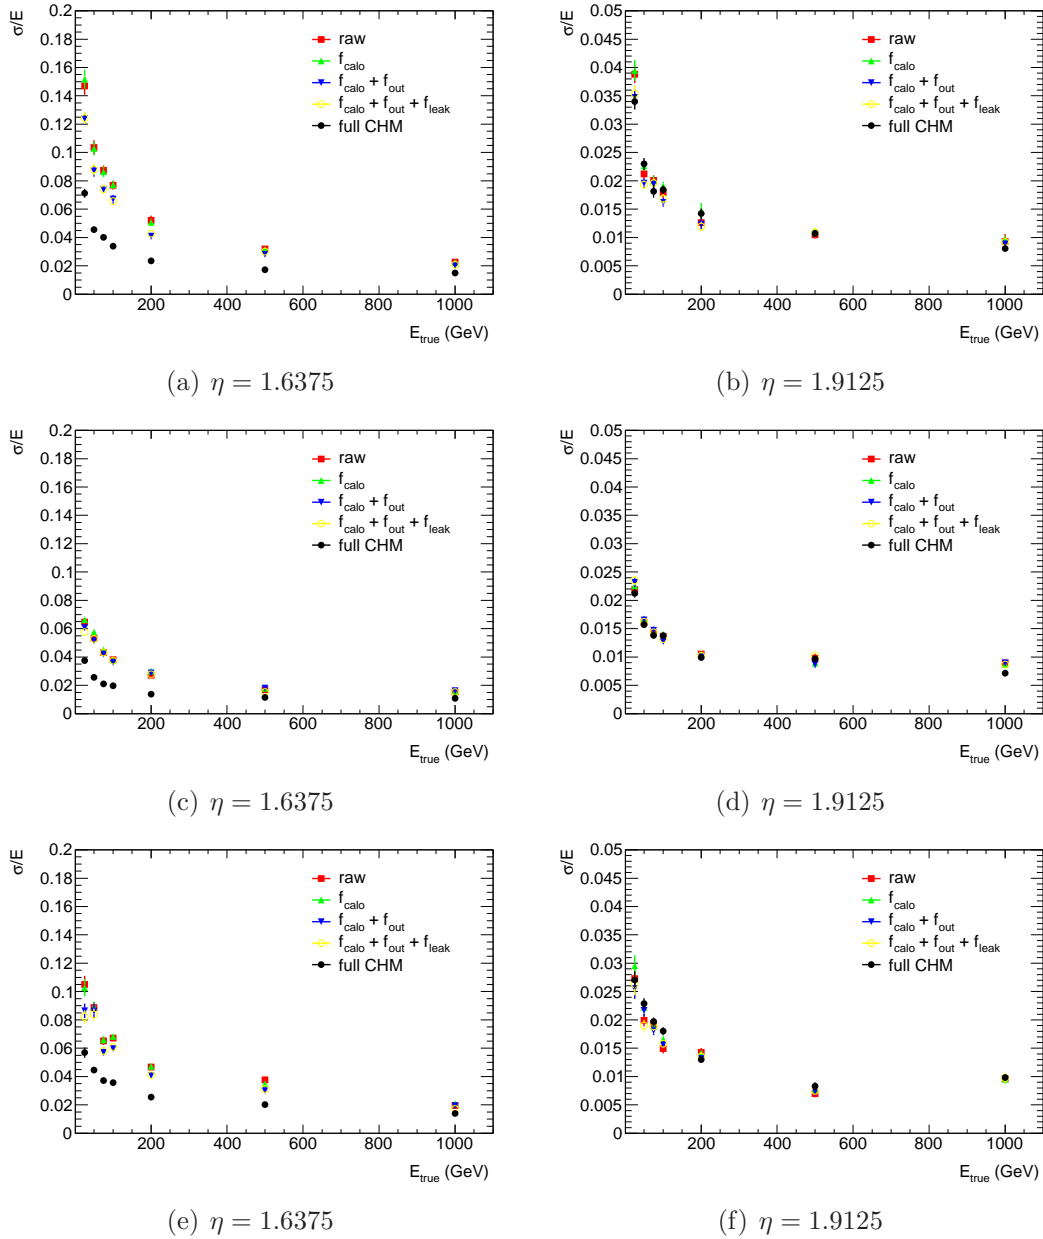 σ/E
0.2
0.18
0.16
0.14
0.12
0.1
0.08
0.06
0.04
0.02
0
raw
f_calo
f_calo + f_out
f_calo + f_out + f_leak
full CHM
200 400 600 800 1000
E_true (GeV)
(a) η = 1.6375
σ/E
0.05
0.045
0.04
0.035
0.03
0.025
0.02
0.015
0.01
0.005
0
raw
f_calo
f_calo + f_out
f_calo + f_out + f_leak
full CHM
200 400 600 800 1000
E_true (GeV)
(b) η = 1.9125
σ/E
0.2
0.18
0.16
0.14
0.12
0.1
0.08
0.06
0.04
0.02
0
raw
f_calo
f_calo + f_out
f_calo + f_out + f_leak
full CHM
200 400 600 800 1000
E_true (GeV)
(c) η = 1.6375
σ/E
0.05
0.045
0.04
0.035
0.03
0.025
0.02
0.015
0.01
0.005
0
raw
f_calo
f_calo + f_out
f_calo + f_out + f_leak
full CHM
200 400 600 800 1000
E_true (GeV)
(d) η = 1.9125
σ/E
0.2
0.18
0.16
0.14
0.12
0.1
0.08
0.06
0.04
0.02
0
raw
f_calo
f_calo + f_out
f_calo + f_out + f_leak
full CHM
200 400 600 800 1000
E_true (GeV)
(e) η = 1.6375
σ/E
0.05
0.045
0.04
0.035
0.03
0.025
0.02
0.015
0.01
0.005
0
raw
f_calo
f_calo + f_out
f_calo + f_out + f_leak
full CHM
200 400 600 800 1000
E_true (GeV)
(f) η = 1.9125